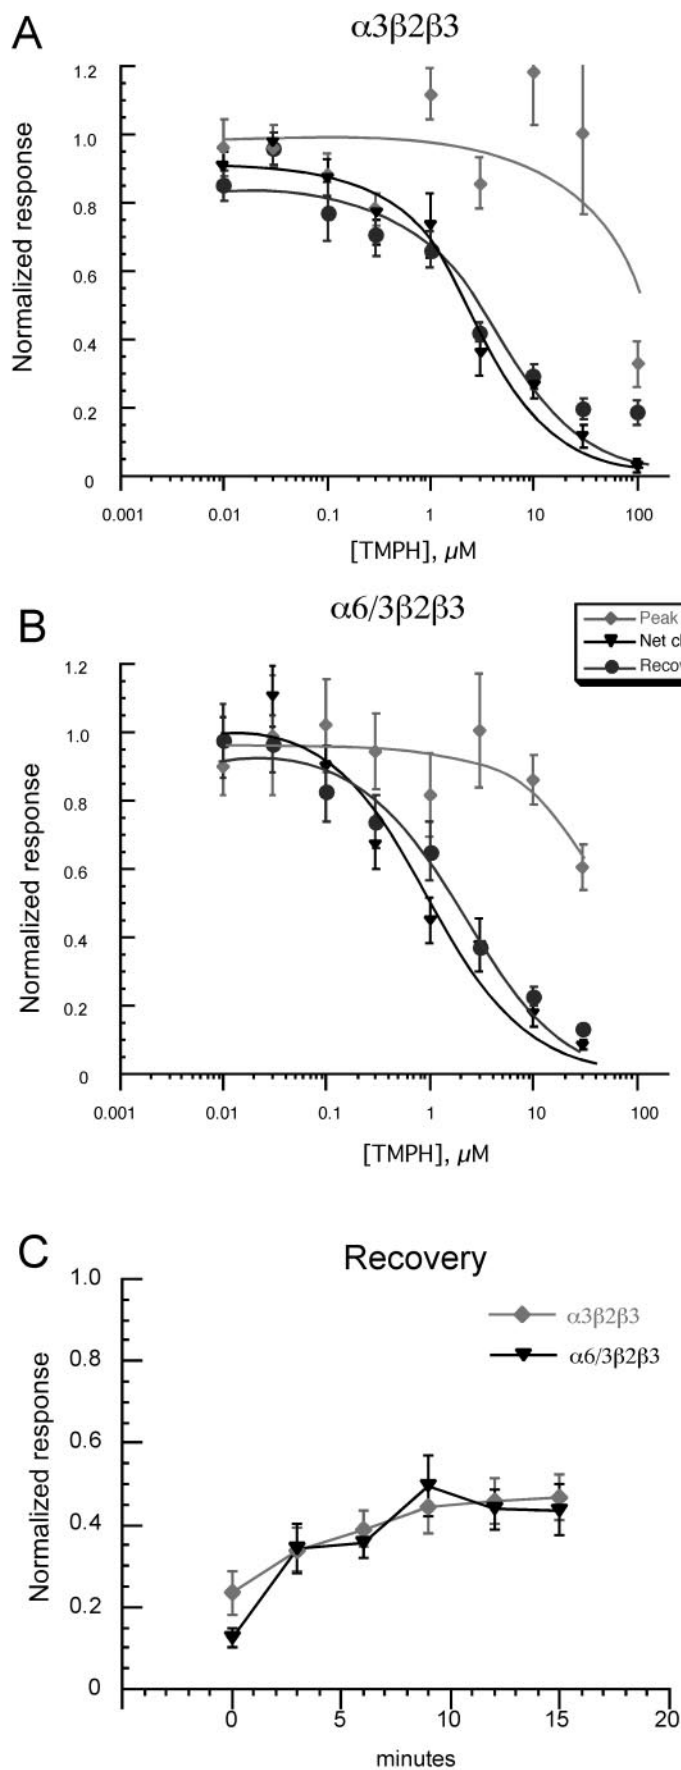 A
α3β2β3
1.2
1.0
0.8
0.6
0.4
0.2
0
Normalized response
0.001 0.01 0.1 1 10 100
[TMPH], μM
B
α6/3β2β3
Peak
Net
Reco
1.2
1.0
0.8
0.6
0.4
0.2
0
Normalized response
0.001 0.01 0.1 1 10 100
[TMPH], μM
C
Recovery
α3β2β3
α6/3β2β3
1.0
0.8
0.6
0.4
0.2
0
Normalized response
0 5 10 15 20
minutes